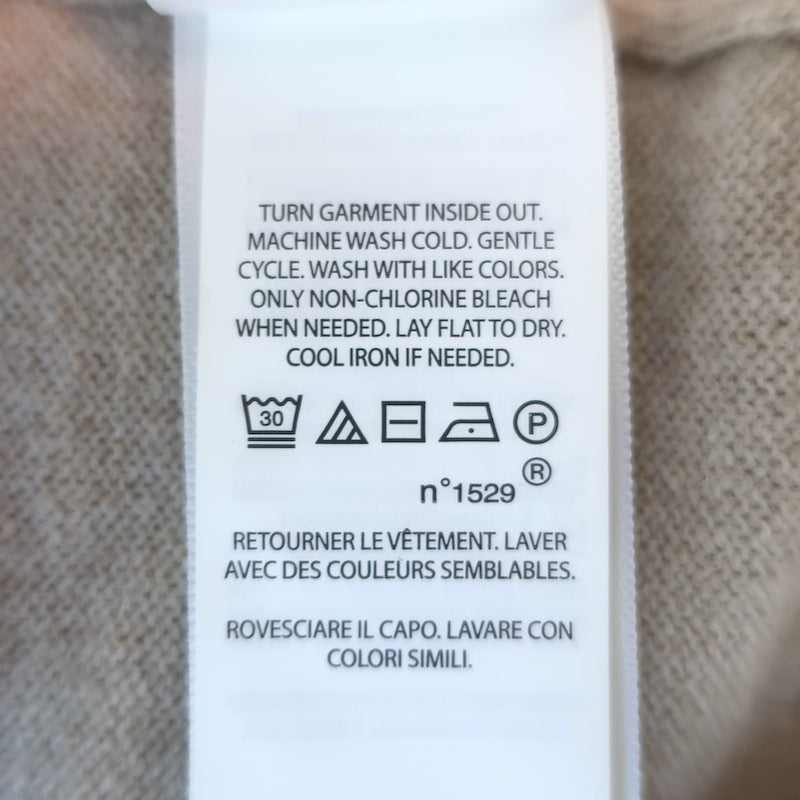 TURN GARMENT INSIDE OUT.
MACHINE WASH COLD. GENTLE
CYCLE. WASH WITH LIKE COLORS.
ONLY NON-CHLORINE BLEACH
WHEN NEEDED. LAY FLAT TO DRY.
COOL IRON IF NEEDED.
30 P
n°1529 ®
RETOURNER LE VÊTEMENT. LAVER
AVEC DES COULEURS SEMBLABLES.
ROVESCIARE IL CAPO. LAVARE CON
COLORI SIMILI.